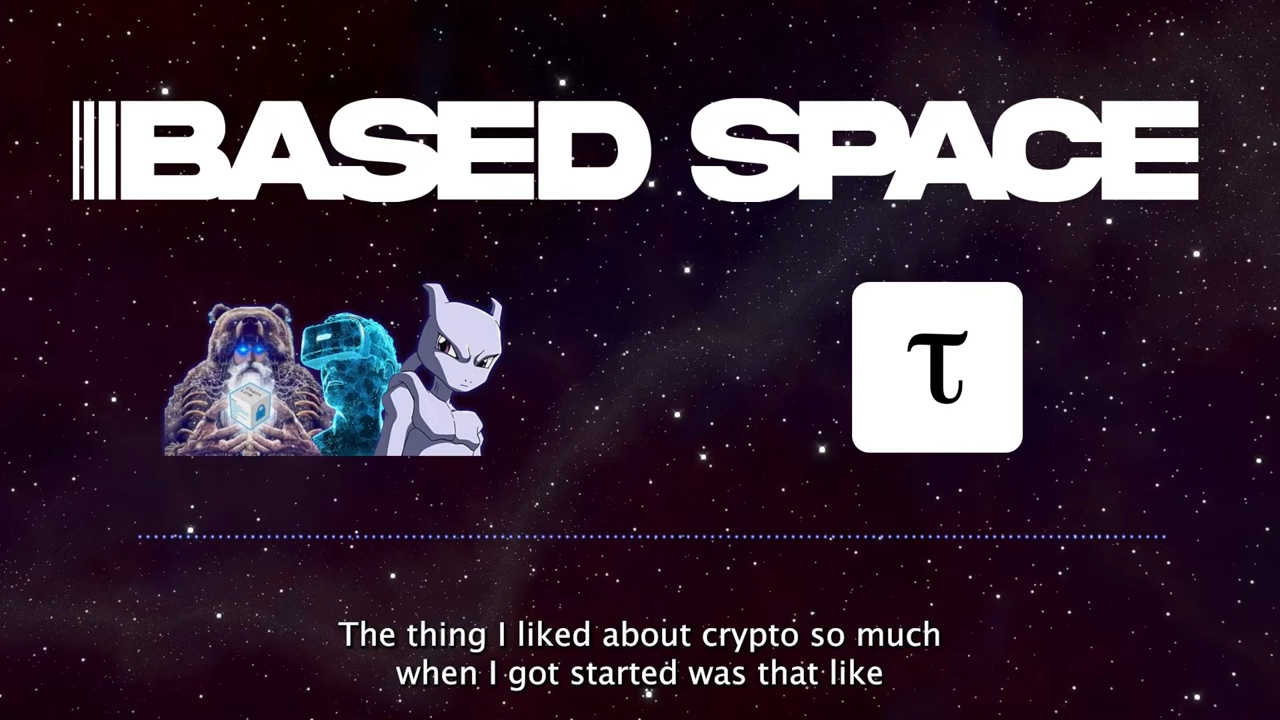 BASED SPACE
τ
The thing I liked about crypto so much
when I got started was that like